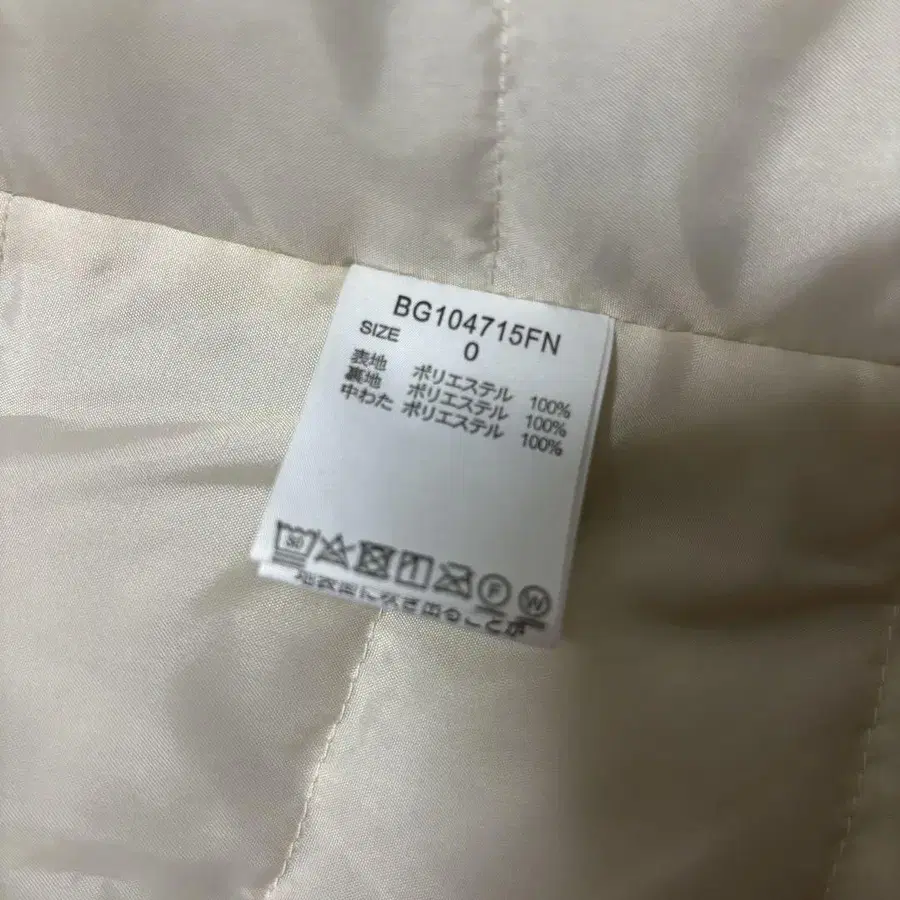 BG104715FN
SIZE 0
表地 ポリエステル 100%
裏地 ポリエステル 100%
中わた ポリエステル 100%
F W